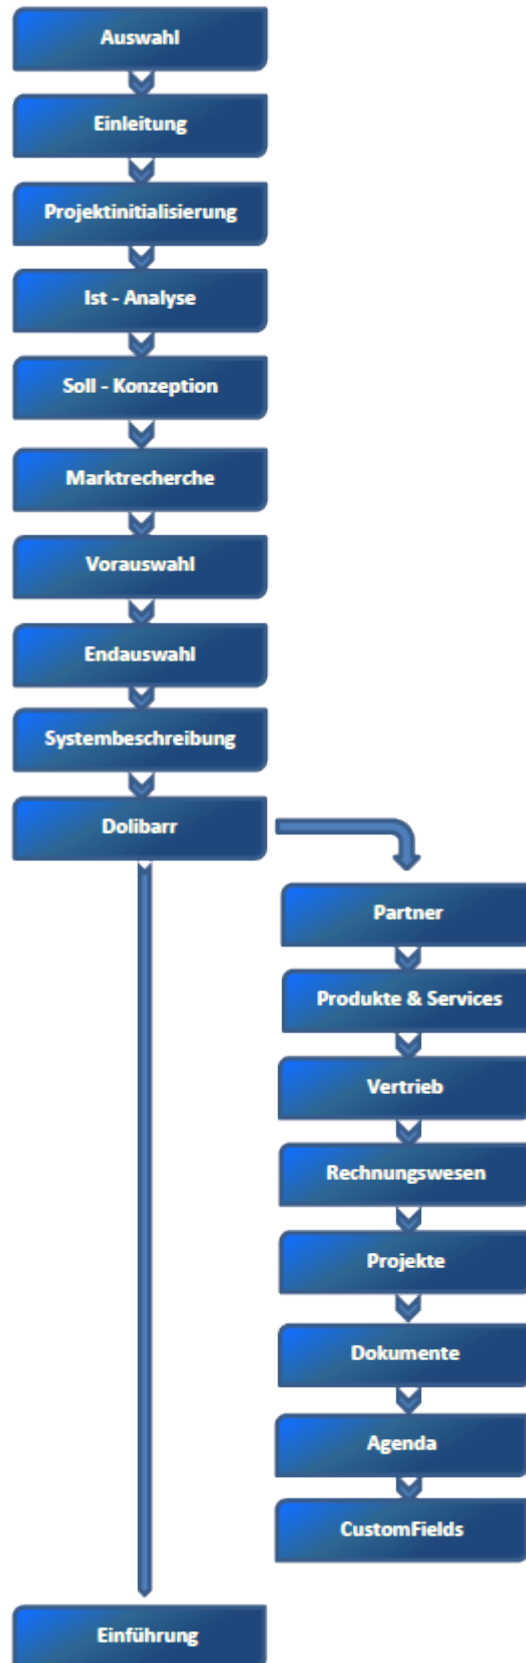 Auswahl
Einleitung
Projektinitialisierung
Ist - Analyse
Soll - Konzeption
Marktrecherche
Vorauswahl
Endauswahl
Systembeschreibung
Dolibarr
Partner
Produkte & Services
Vertrieb
Rechnungswesen
Projekte
Dokumente
Agenda
CustomFields
Einführung